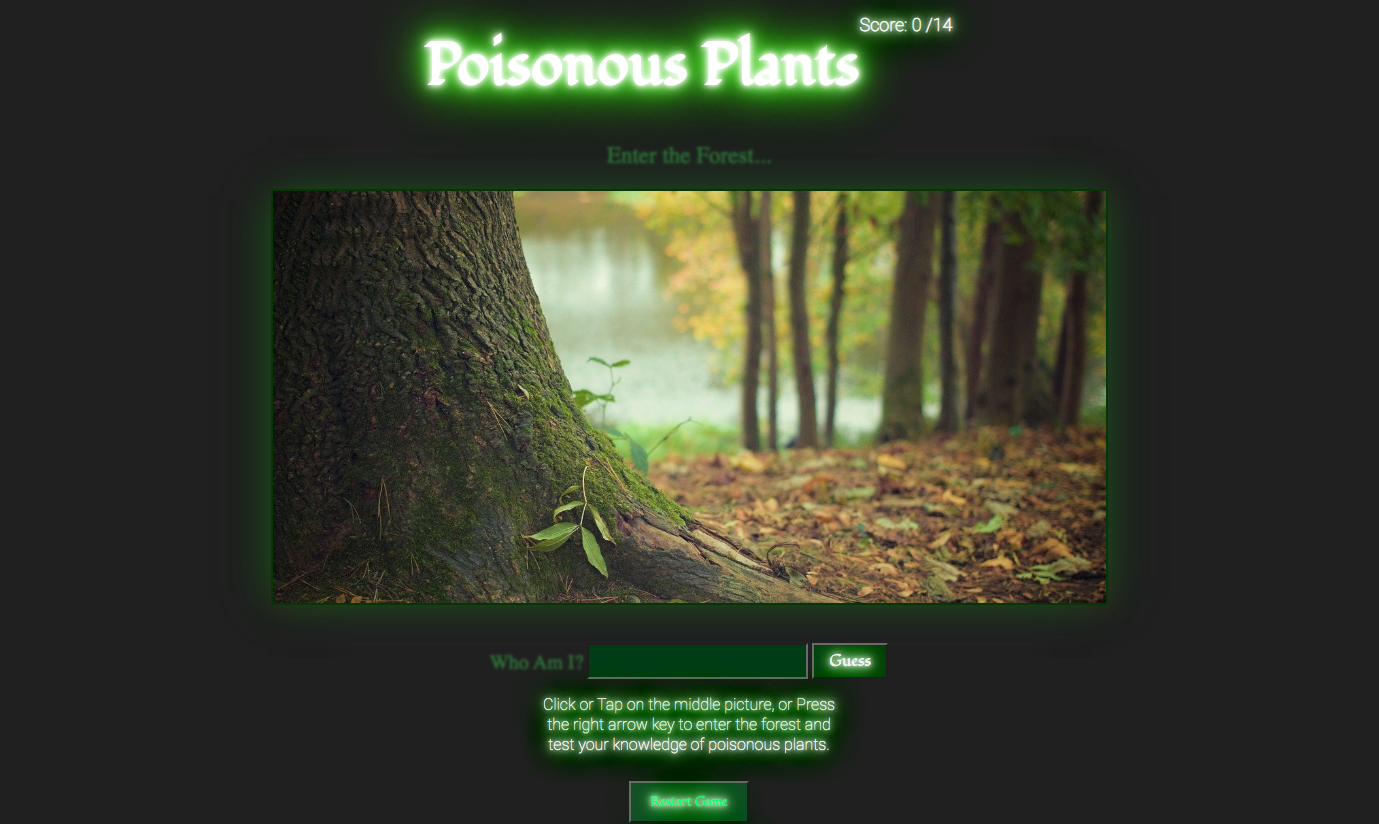 Score: 0 /14
Poisonous Plants
Enter the Forest...
Who Am I?
Guess
Click or Tap on the middle picture, or Press
the right arrow key to enter the forest and
test your knowledge of poisonous plants.
Restart Game